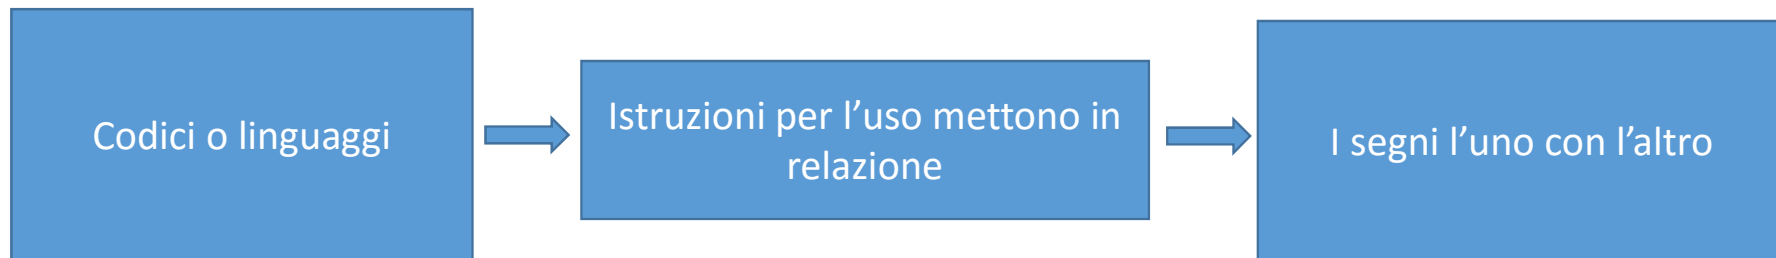 Codici o linguaggi
Istruzioni per l’uso mettono in
relazione
I segni l’uno con l’altro